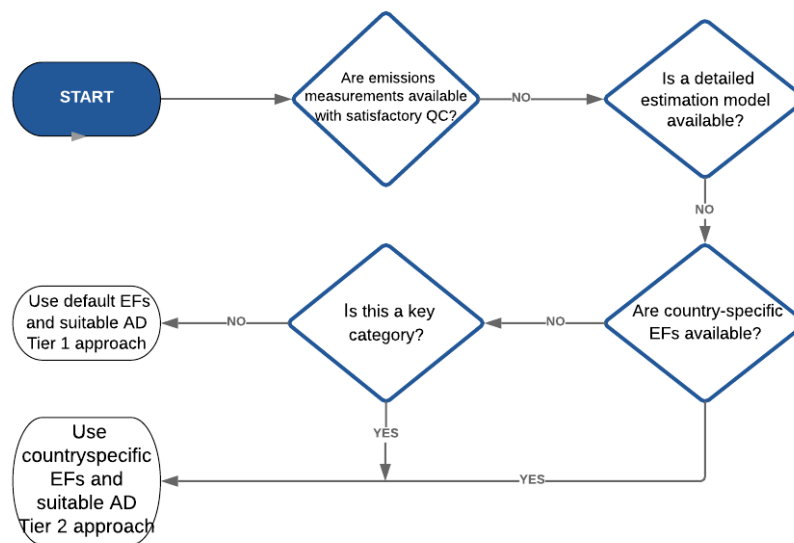 START
Are emissions
measurements available
with satisfactory QC?
NO
Is a detailed
estimation model
available?
NO
Are country-specific
EFs available?
NO
Is this a key
category?
NO
Use default EFs
and suitable AD
Tier 1 approach
YES
YES
Use
countryspecific
EFs and
suitable AD
Tier 2 approach